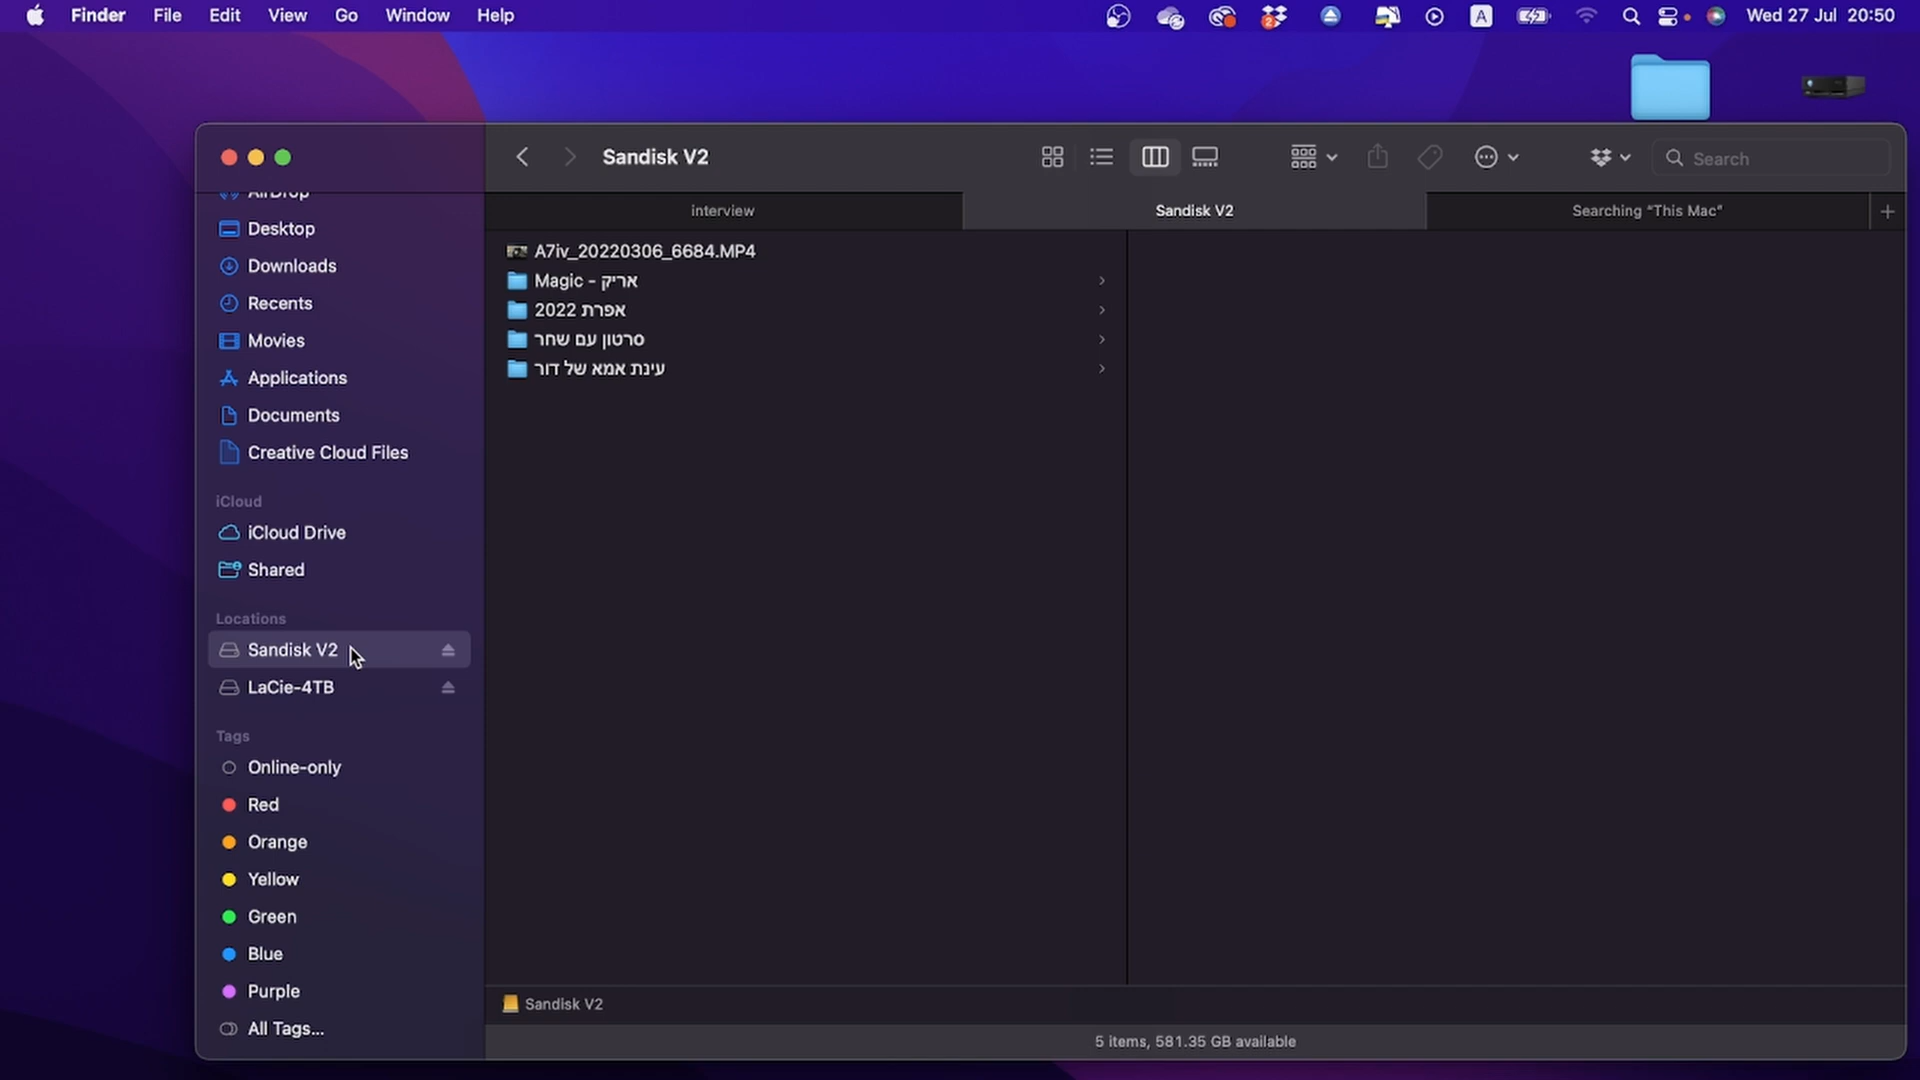 Finder File Edit View Go Window Help
2 A Wed 27 Jul 20:50
Sandisk V2 Search
interview Sandisk V2 Searching “This Mac”
AirDrop
Desktop
Downloads
Recents
Movies
Applications
Documents
Creative Cloud Files
iCloud
iCloud Drive
Shared
Locations
Sandisk V2
LaCie-4TB
Tags
Online-only
Red
Orange
Yellow
Green
Blue
Purple
All Tags...
A7iv_20220306_6684.MP4
Magic - אריק
אפרת 2022
סרטון עם שחר
עינת אמא של דור
Sandisk V2
5 items, 581.35 GB available